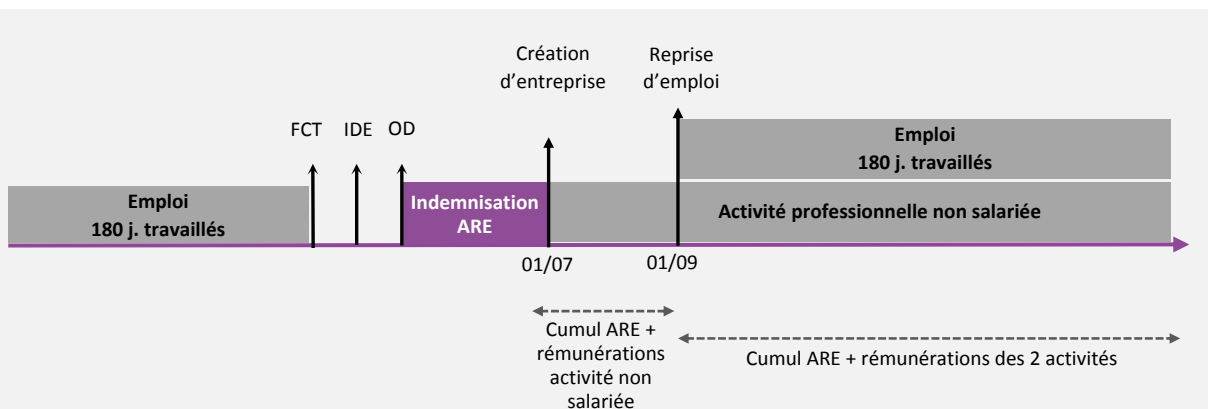 Création
d'entreprise
Reprise
d'emploi
FCT IDE OD
Emploi
180 j. travaillés
Emploi
180 j. travaillés
Indemnisation
ARE
Activité professionnelle non salariée
01/07
01/09
Cumul ARE +
rémunérations
activité non
salariée
Cumul ARE + rémunérations des 2 activités